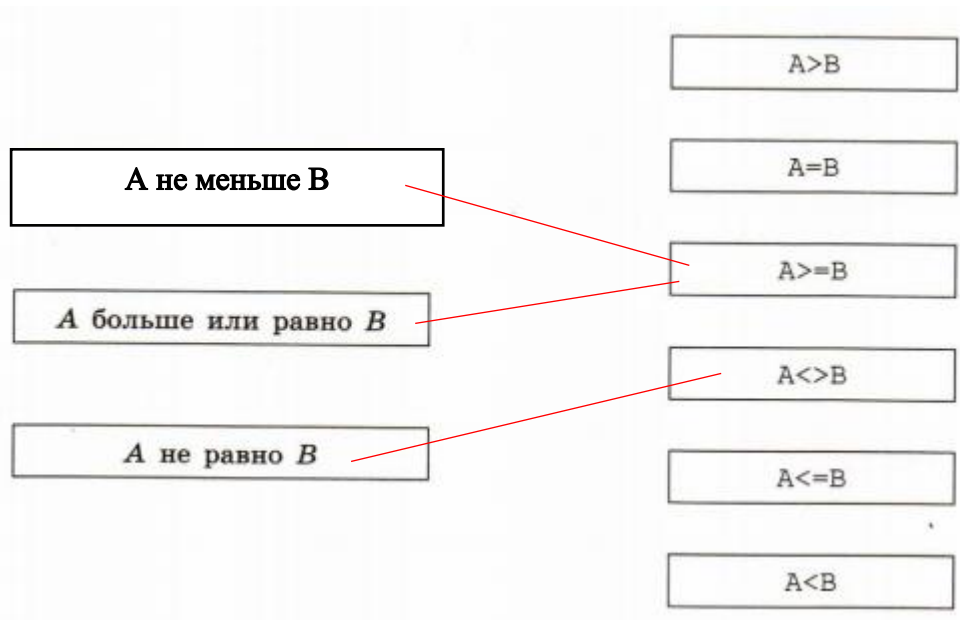 A>B
А не меньше В
A=B
A>=B
A больше или равно B
A<>B
A не равно B
A<=B
A<B